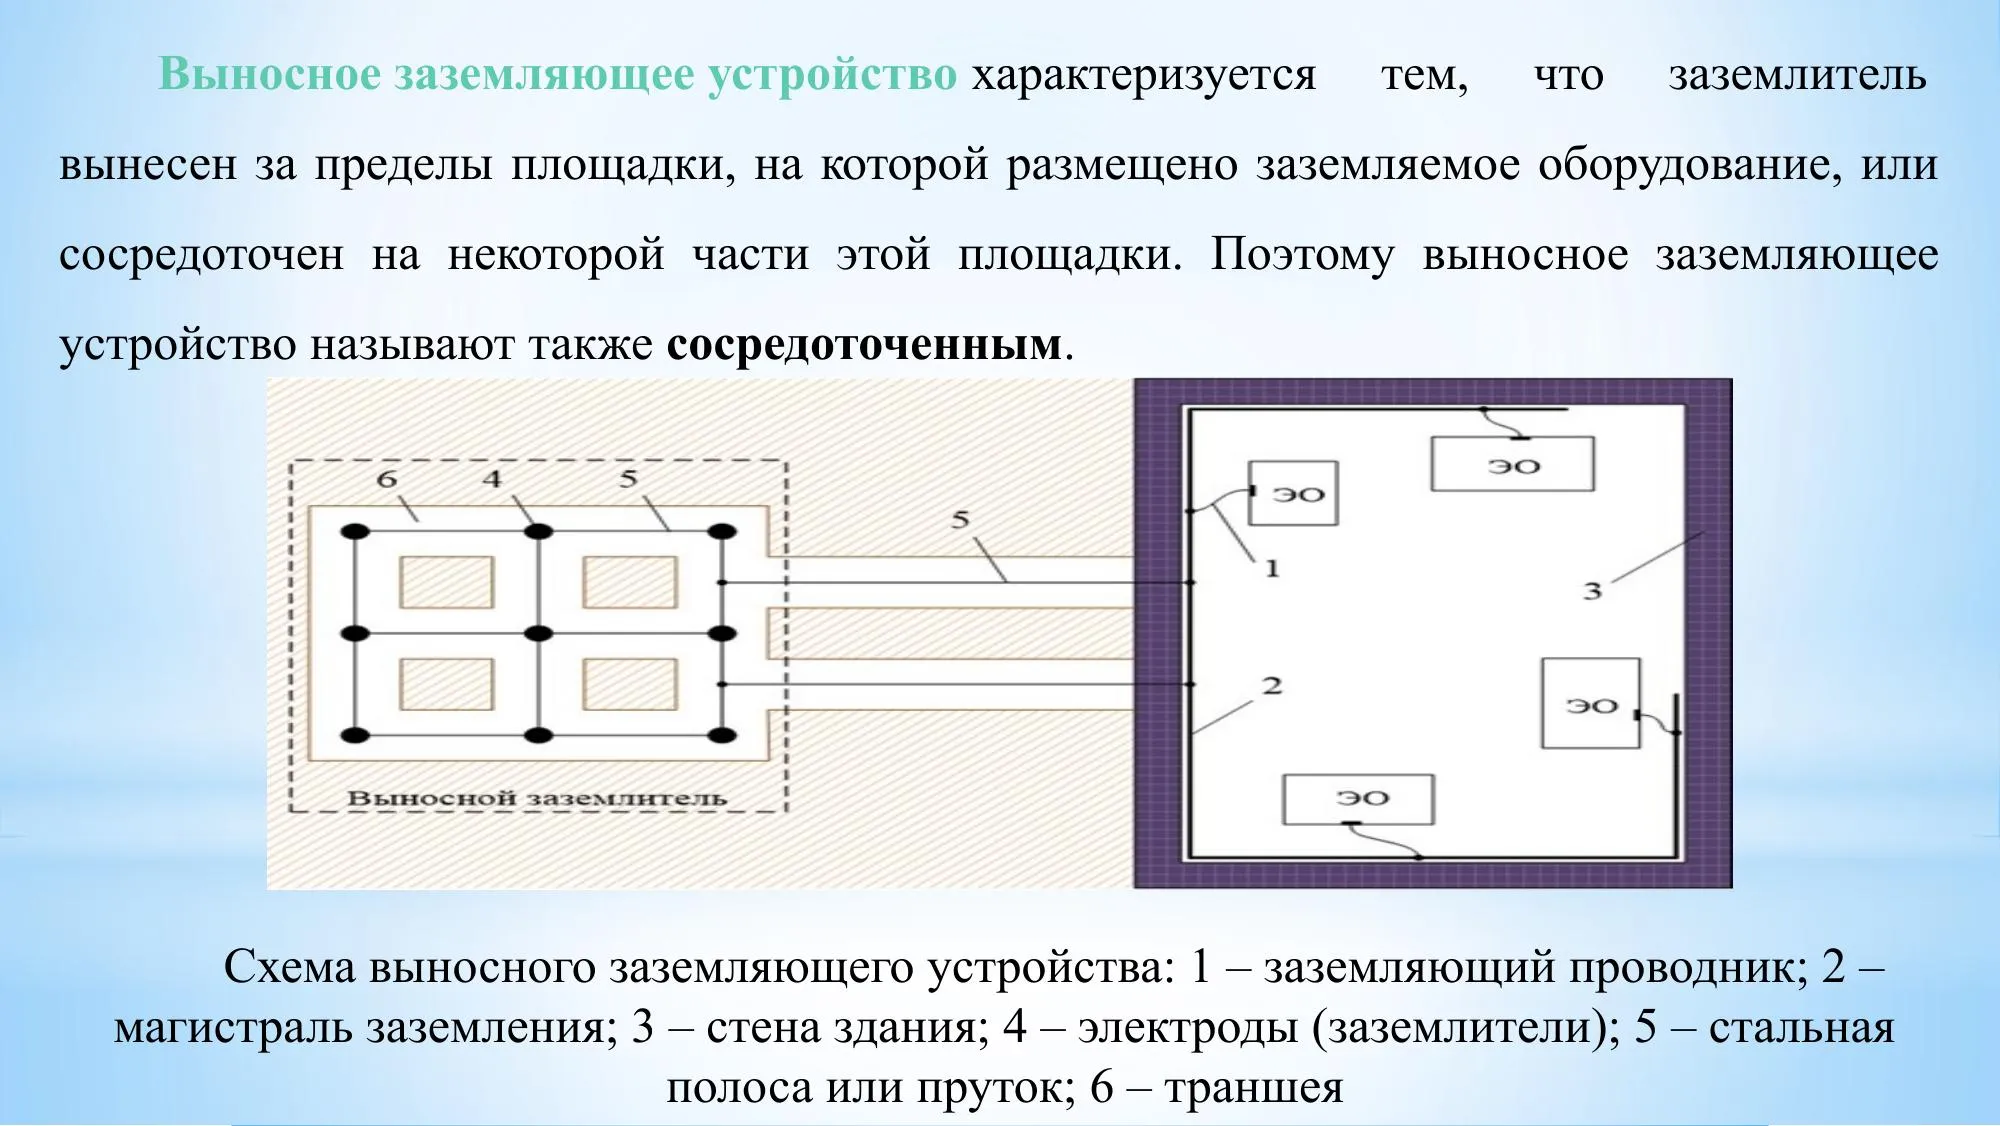 Выносное заземляющее устройство характеризуется тем, что заземлитель
вынесен за пределы площадки, на которой размещено заземляемое оборудование, или
сосредоточен на некоторой части этой площадки. Поэтому выносное заземляющее
устройство называют также сосредоточенным.
6 4 5
5
ЭО
ЭО
1
3
2
ЭО
ЭО
Выносной заземлитель
Схема выносного заземляющего устройства: 1 – заземляющий проводник; 2 –
магистраль заземления; 3 – стена здания; 4 – электроды (заземлители); 5 – стальная
полоса или пруток; 6 – траншея